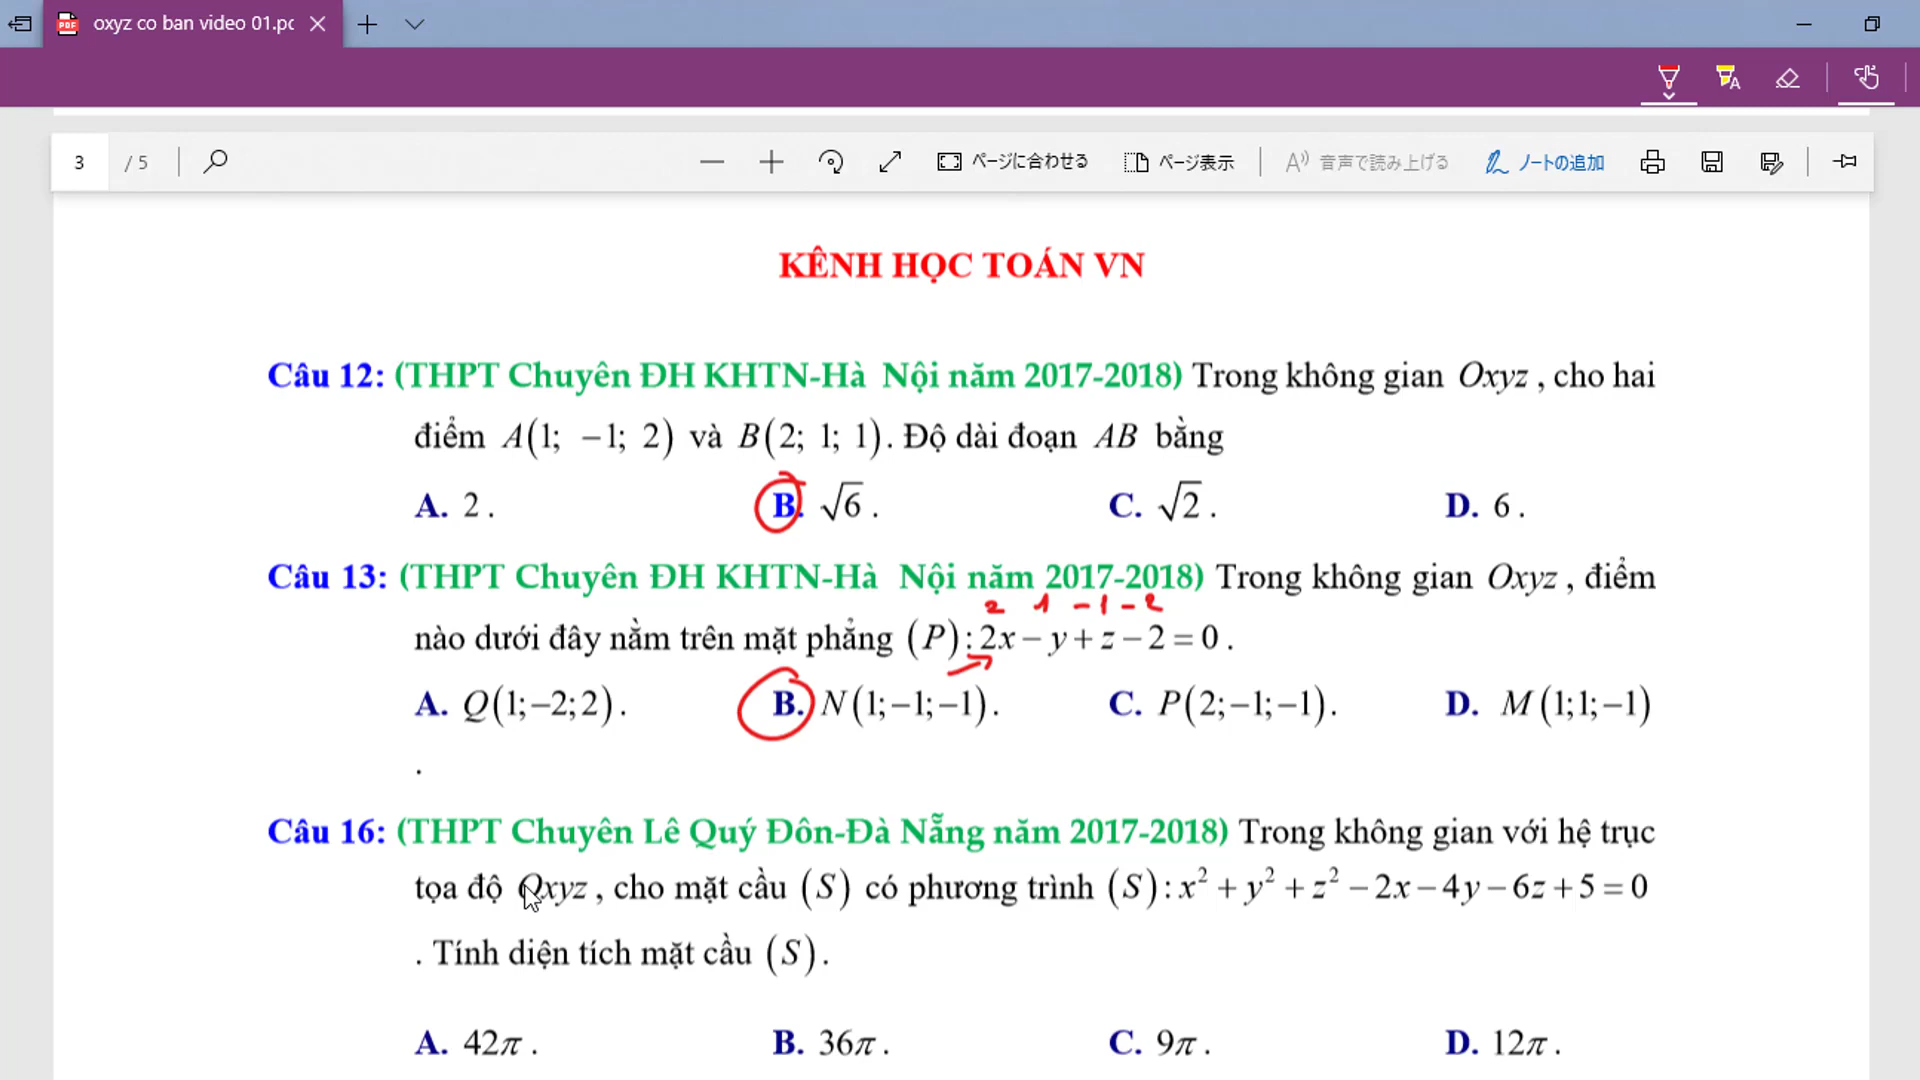 oxyz co ban video 01.pc
3 / 5
ページに合わせる
ページ表示
音声で読み上げる
ノートの追加
KÊNH HỌC TOÁN VN
Câu 12: (THPT Chuyên ĐH KHTN-Hà Nội năm 2017-2018) Trong không gian Oxyz , cho hai
điểm A(1; −1; 2) và B(2; 1; 1). Độ dài đoạn AB bằng
A. 2 . B. √6 . C. √2 . D. 6 .
Câu 13: (THPT Chuyên ĐH KHTN-Hà Nội năm 2017-2018) Trong không gian Oxyz , điểm
2 1 −1 −2
nào dưới đây nằm trên mặt phẳng (P): 2x − y + z − 2 = 0 .
A. Q(1;−2;2). B. N(1;−1;−1). C. P(2;−1;−1). D. M(1;1;−1)
.
Câu 16: (THPT Chuyên Lê Quý Đôn-Đà Nẵng năm 2017-2018) Trong không gian với hệ trục
tọa độ Oxyz , cho mặt cầu (S) có phương trình (S): x² + y² + z² − 2x − 4y − 6z + 5 = 0
. Tính diện tích mặt cầu (S).
A. 42π . B. 36π . C. 9π . D. 12π .